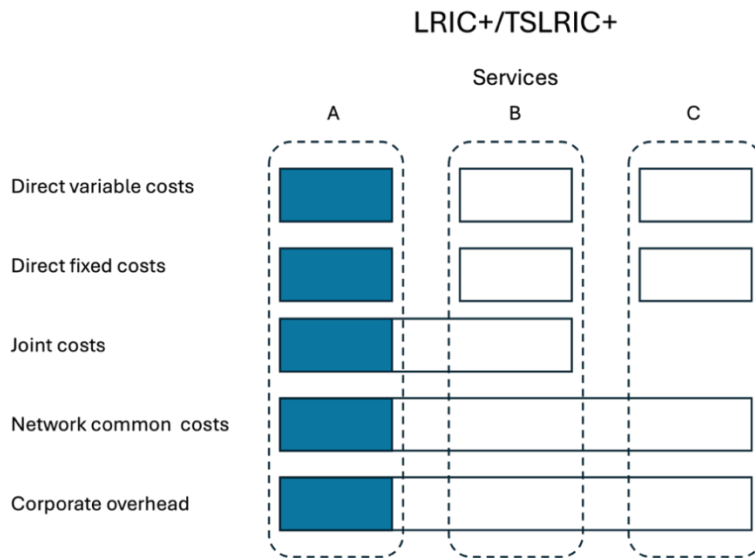 LRIC+/TSLRIC+
Services
A B C
Direct variable costs
Direct fixed costs
Joint costs
Network common costs
Corporate overhead